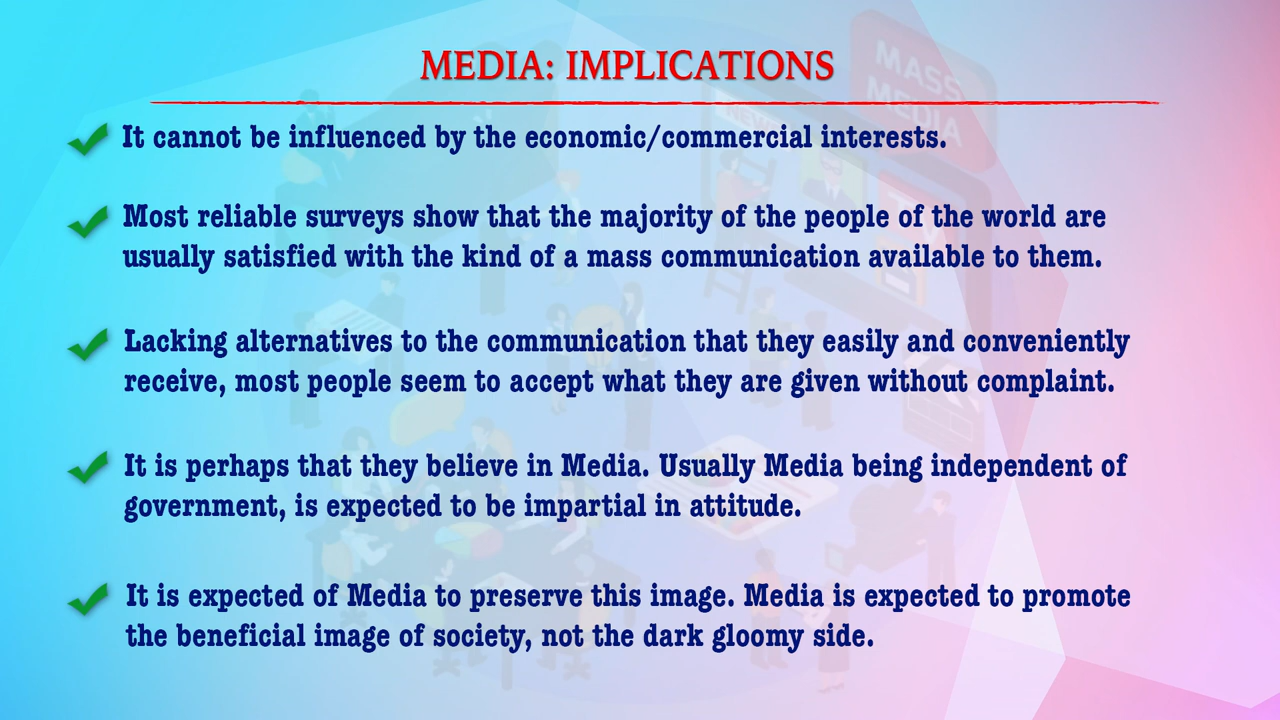 MEDIA: IMPLICATIONS
It cannot be influenced by the economic/commercial interests.
Most reliable surveys show that the majority of the people of the world are
usually satisfied with the kind of a mass communication available to them.
Lacking alternatives to the communication that they easily and conveniently
receive, most people seem to accept what they are given without complaint.
It is perhaps that they believe in Media. Usually Media being independent of
government, is expected to be impartial in attitude.
It is expected of Media to preserve this image. Media is expected to promote
the beneficial image of society, not the dark gloomy side.
MASS
MEDIA
NEWS